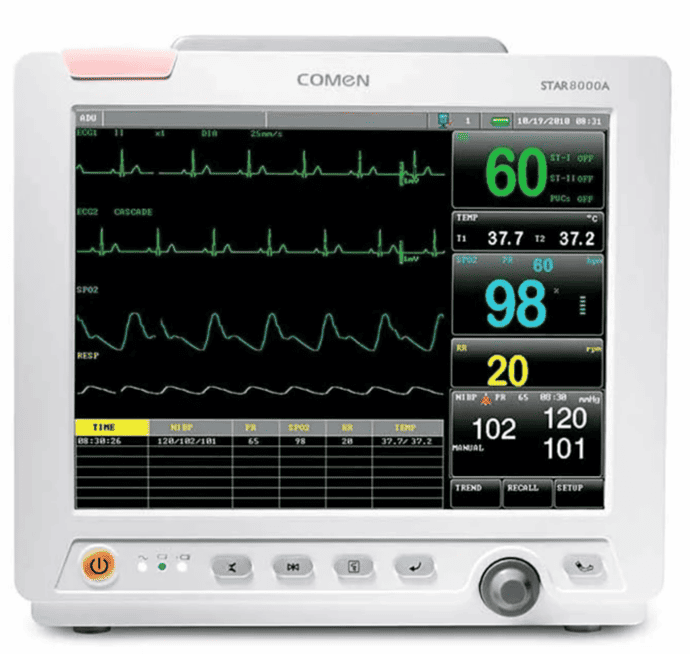 COMEN
STAR8000A
ADU 1 10/19/2010 08:31
ECG1 II x1 DIA 25mm/s
1mV
60
ST-I OFF
ST-II OFF
PVCs OFF
TEMP °C
T1 37.7 T2 37.2
ECG2 CASCADE
1mV
SPO2 PR 60 bpm
98 %
SPO2
RESP
RR rpm
20
NIBP PR 65 08:30 mmHg
102 120
MANUAL 101
TIME NIBP PR SPO2 RR TEMP
08:30:26 120/102/101 65 98 20 37.7/ 37.2
TREND RECALL SETUP